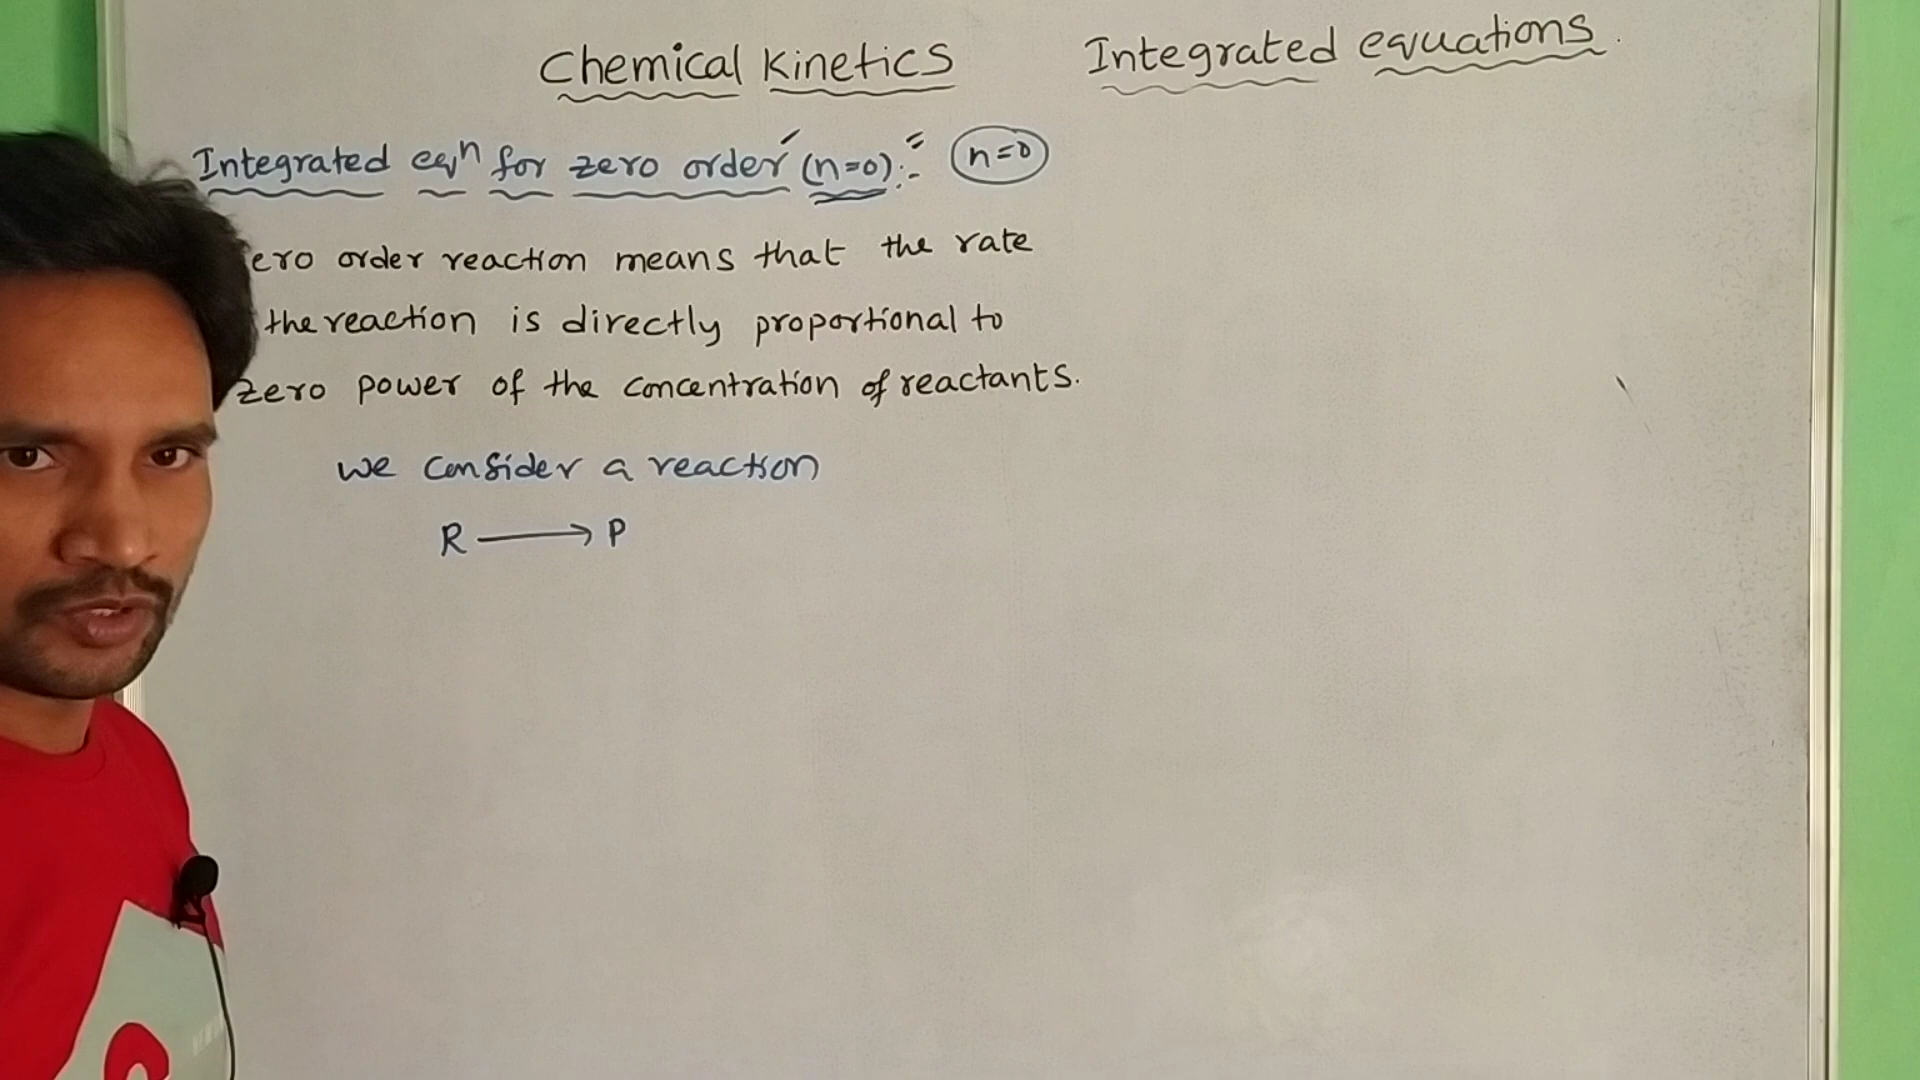 Chemical Kinetics Integrated equations.
Integrated eqn for zero order (n=0):- n=0
ero order reaction means that the rate
the reaction is directly proportional to
zero power of the concentration of reactants.
we consider a reaction
R ⟶ P